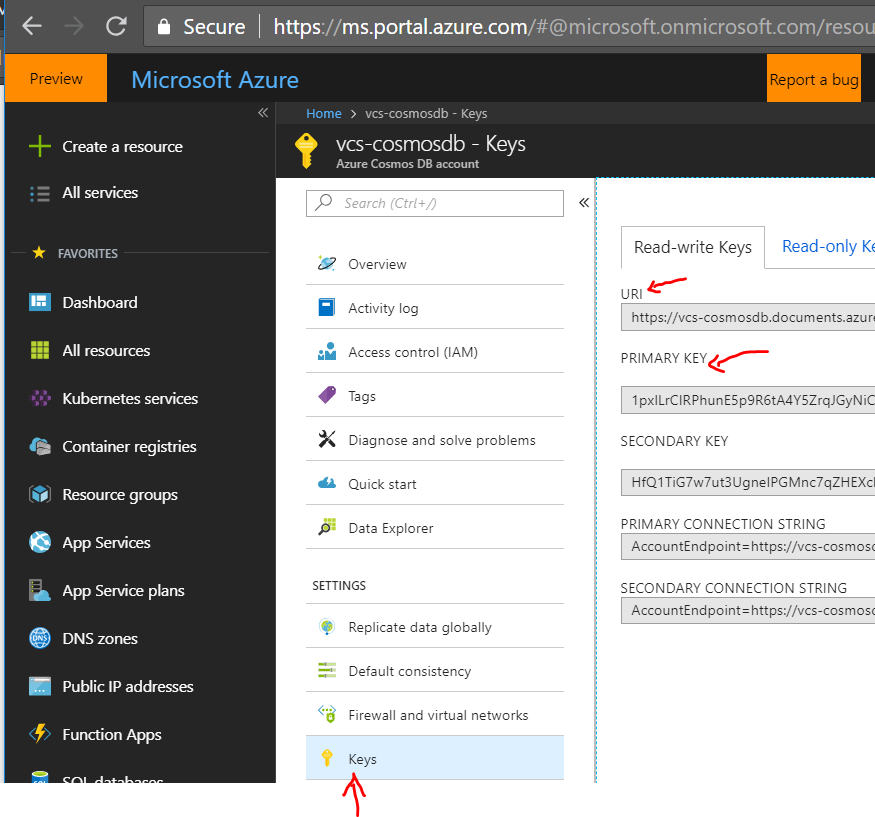 Secure | https://ms.portal.azure.com/#@microsoft.onmicrosoft.com/resou
Preview
Microsoft Azure
Report a bug
Home > vcs-cosmosdb - Keys
vcs-cosmosdb - Keys
Azure Cosmos DB account
Create a resource
All services
FAVORITES
Dashboard
All resources
Kubernetes services
Container registries
Resource groups
App Services
App Service plans
DNS zones
Public IP addresses
Function Apps
SQL databases
Search (Ctrl+/)
Overview
Activity log
Access control (IAM)
Tags
Diagnose and solve problems
Quick start
Data Explorer
SETTINGS
Replicate data globally
Default consistency
Firewall and virtual networks
Keys
Read-write Keys
Read-only Ke
URI
https://vcs-cosmosdb.documents.azure
PRIMARY KEY
1pxILrCIRPhunE5p9R6tA4Y5ZrqJGyNiC
SECONDARY KEY
HfQ1TiG7w7ut3UgneIPGMnc7qZHEXc
PRIMARY CONNECTION STRING
AccountEndpoint=https://vcs-cosmos
SECONDARY CONNECTION STRING
AccountEndpoint=https://vcs-cosmos